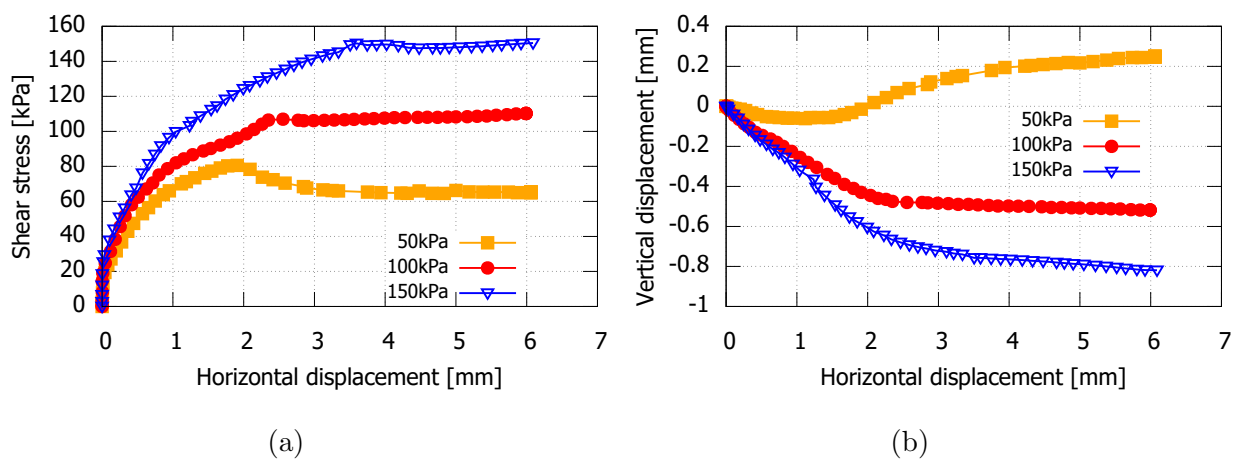 Shear stress [kPa]
160
140
120
100
80
60
40
20
0
50kPa
100kPa
150kPa
0 1 2 3 4 5 6 7
Horizontal displacement [mm]
(a)
Vertical displacement [mm]
0.4
0.2
0
-0.2
-0.4
-0.6
-0.8
-1
50kPa
100kPa
150kPa
0 1 2 3 4 5 6 7
Horizontal displacement [mm]
(b)